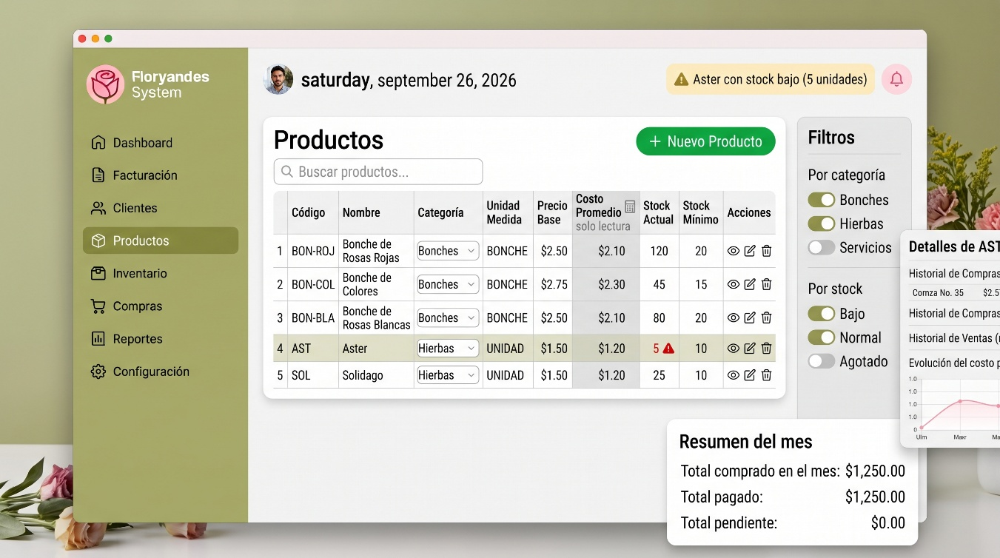 Floryandes
System
Dashboard
Facturación
Clientes
Productos
Inventario
Compras
Reportes
Configuración
saturday, september 26, 2026
Aster con stock bajo (5 unidades)
Productos
+ Nuevo Producto
Buscar productos...
Código Nombre Categoría Unidad Medida Precio Base Costo Promedio solo lectura Stock Actual Stock Mínimo Acciones
1 BON-ROJ Bonche de Rosas Rojas Bonches BONCHE $2.50 $2.10 120 20
2 BON-COL Bonche de Colores Bonches BONCHE $2.75 $2.30 45 15
3 BON-BLA Bonche de Rosas Blancas Bonches BONCHE $2.50 $2.10 80 20
4 AST Aster Hierbas UNIDAD $1.50 $1.20 5 10
5 SOL Solidago Hierbas UNIDAD $1.50 $1.20 25 10
Filtros
Por categoría
Bonches
Hierbas
Servicios
Por stock
Bajo
Normal
Agotado
Detalles de AST
Historial de Compras
Comza No. 35 $2.5
Historial de Compras
Historial de Ventas
Evolución del costo p
1.0
1.0
1.0
1.0
0
Ulm Maxr Ma
Resumen del mes
Total comprado en el mes: $1,250.00
Total pagado: $1,250.00
Total pendiente: $0.00